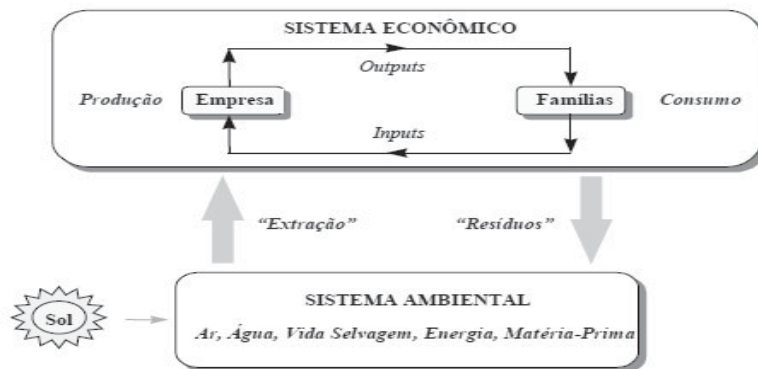 SISTEMA ECONÔMICO
Outputs
Produção Empresa Famílias Consumo
Inputs
“Extração” “Resíduos”
SISTEMA AMBIENTAL
Sol
Ar, Água, Vida Selvagem, Energia, Matéria-Prima